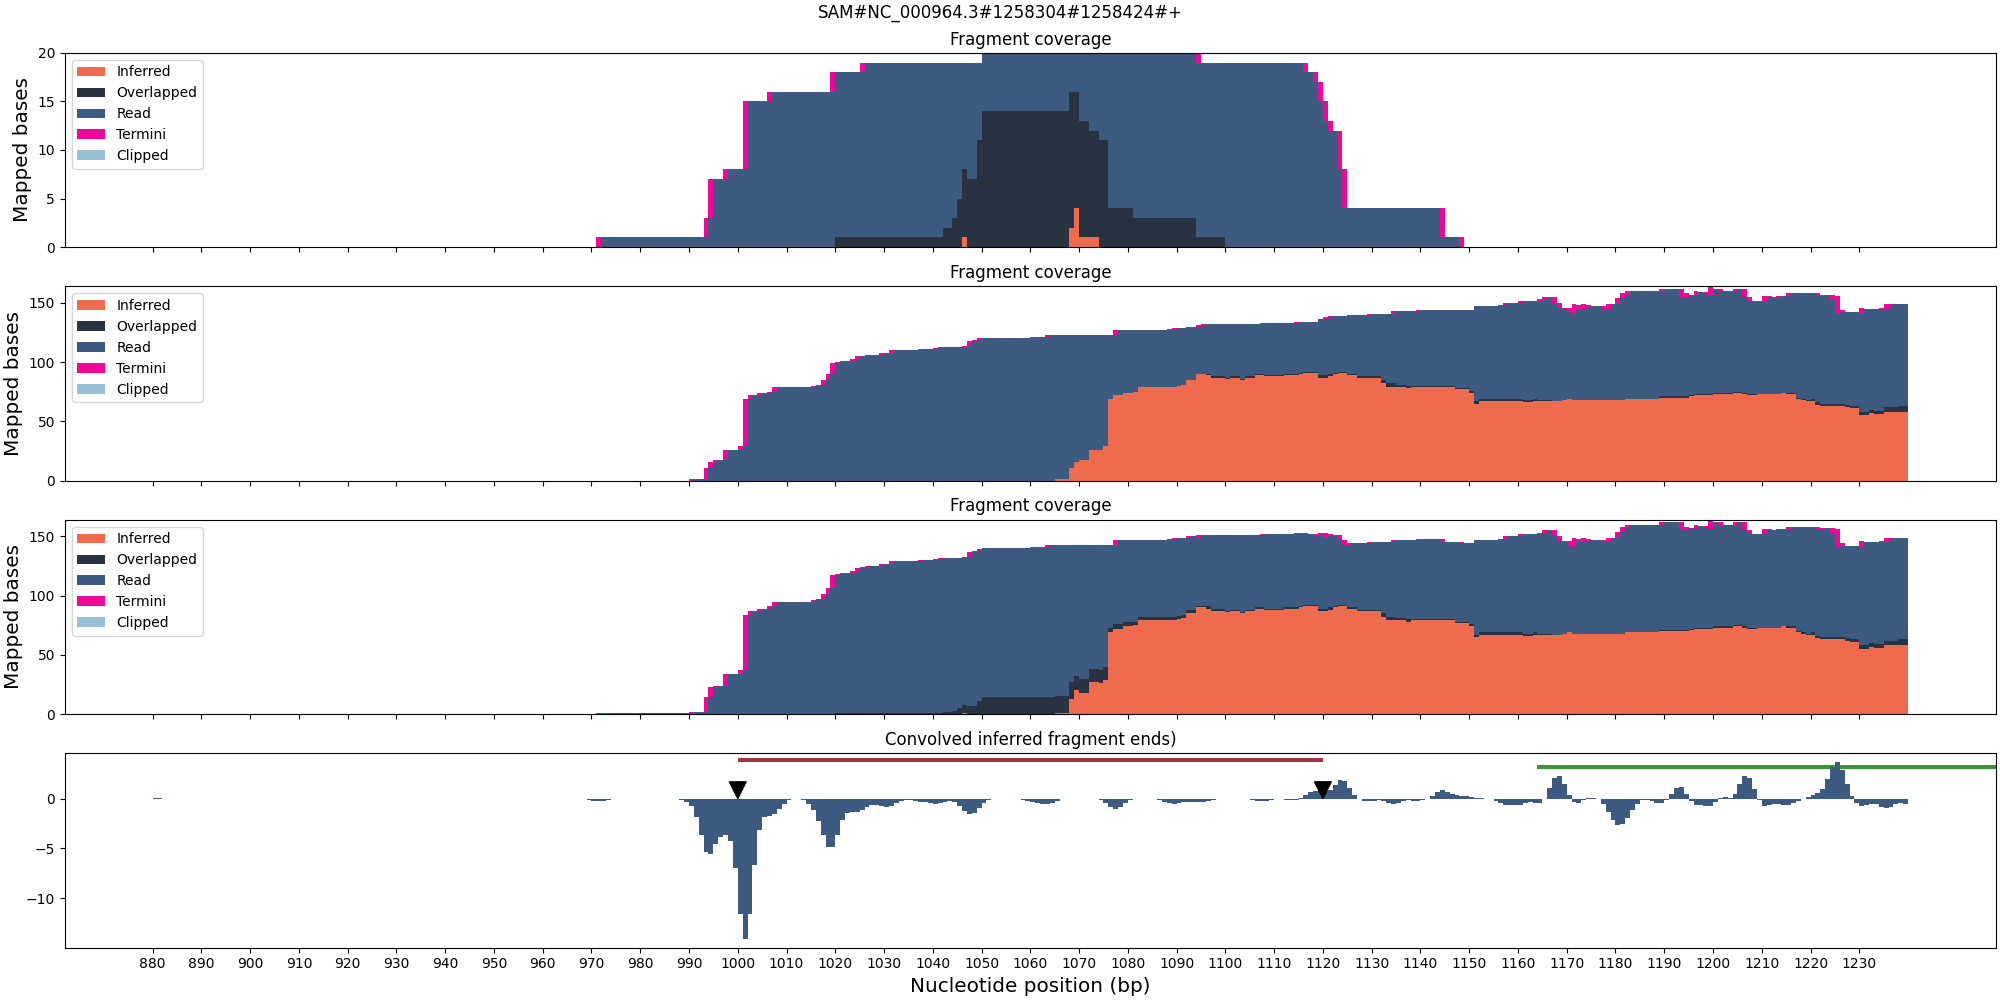 SAM#NC_000964.3#1258304#1258424#+
Fragment coverage
Mapped bases
20
15
10
5
0
Inferred
Overlapped
Read
Termini
Clipped
Fragment coverage
Mapped bases
150
100
50
0
Inferred
Overlapped
Read
Termini
Clipped
Fragment coverage
Mapped bases
150
100
50
0
Inferred
Overlapped
Read
Termini
Clipped
Convolved inferred fragment ends)
0
−5
−10
880 890 900 910 920 930 940 950 960 970 980 990 1000 1010 1020 1030 1040 1050 1060 1070 1080 1090 1100 1110 1120 1130 1140 1150 1160 1170 1180 1190 1200 1210 1220 1230
Nucleotide position (bp)